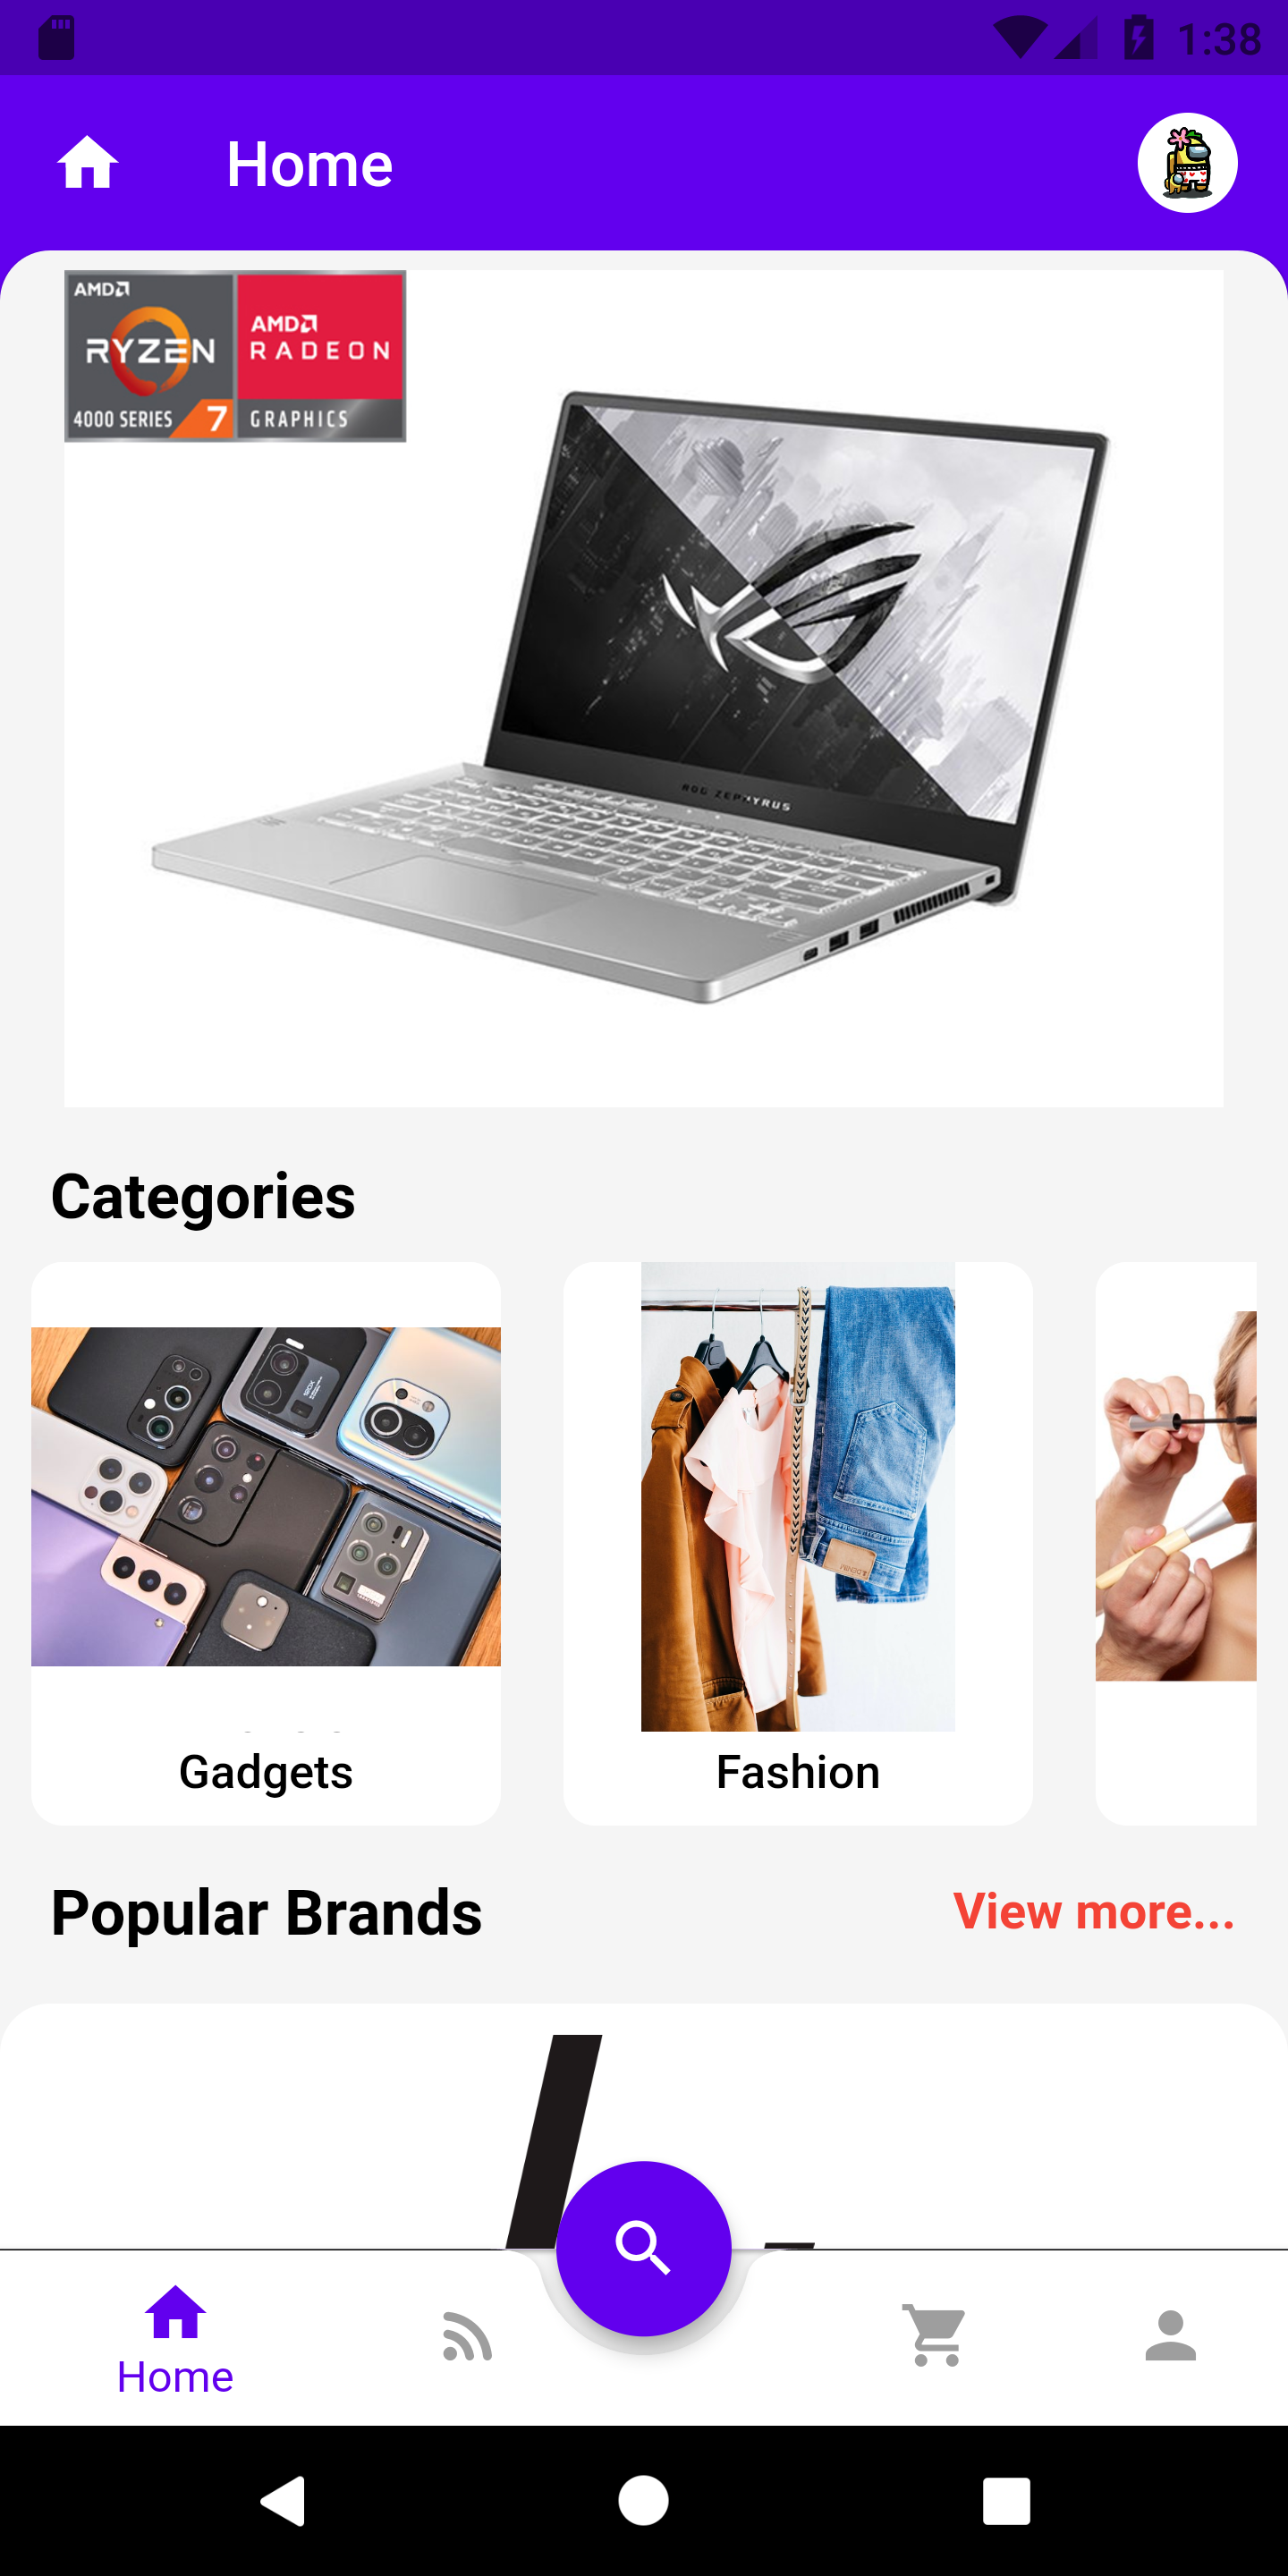 1:38
Home
AMD
RYZEN
4000 SERIES 7
AMD
RADEON
GRAPHICS
ROG ZEPHYRUS
Categories
Gadgets
Fashion
Popular Brands
View more...
Home